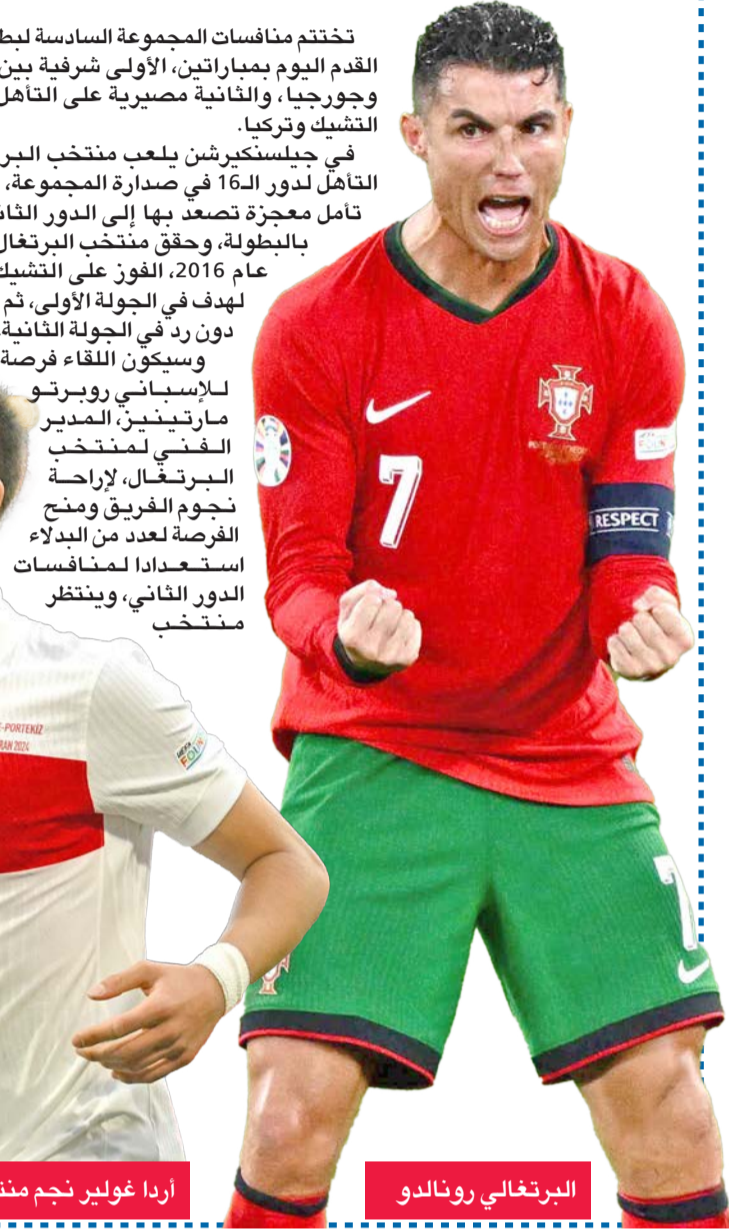 تختتم منافسات المجموعة السادسة
القدم اليوم بمباراتين، الأولى شرفية بين
وجورجيا، والثانية مصيرية على التأهل
التشيك وتركيا.
في جيلسنكيرشن يلعب منتخب
التأهل لدور الـ16 في صدارة المجموعة،
تأمل معجزة تصعد بها إلى الدور
بالبطولة، وحقق منتخب البرتغال
عام 2016، الفوز على التشيك
لهدف في الجولة الأولى، ثم
دون رد في الجولة الثانية
وسيكون اللقاء فرصة
للإسباني روبرتو
مارتينيز، المدير
الفني لمنتخب
البرتغال، لإراحة
نجوم الفريق ومنح
الفرصة لعدد من البدلاء
استعدادا لمنافسات
الدور الثاني، وينتظر
منتخب
7
RESPECT
-PORTEKİZ
2024
7
البرتغالي رونالدو
أردا غولير نجم